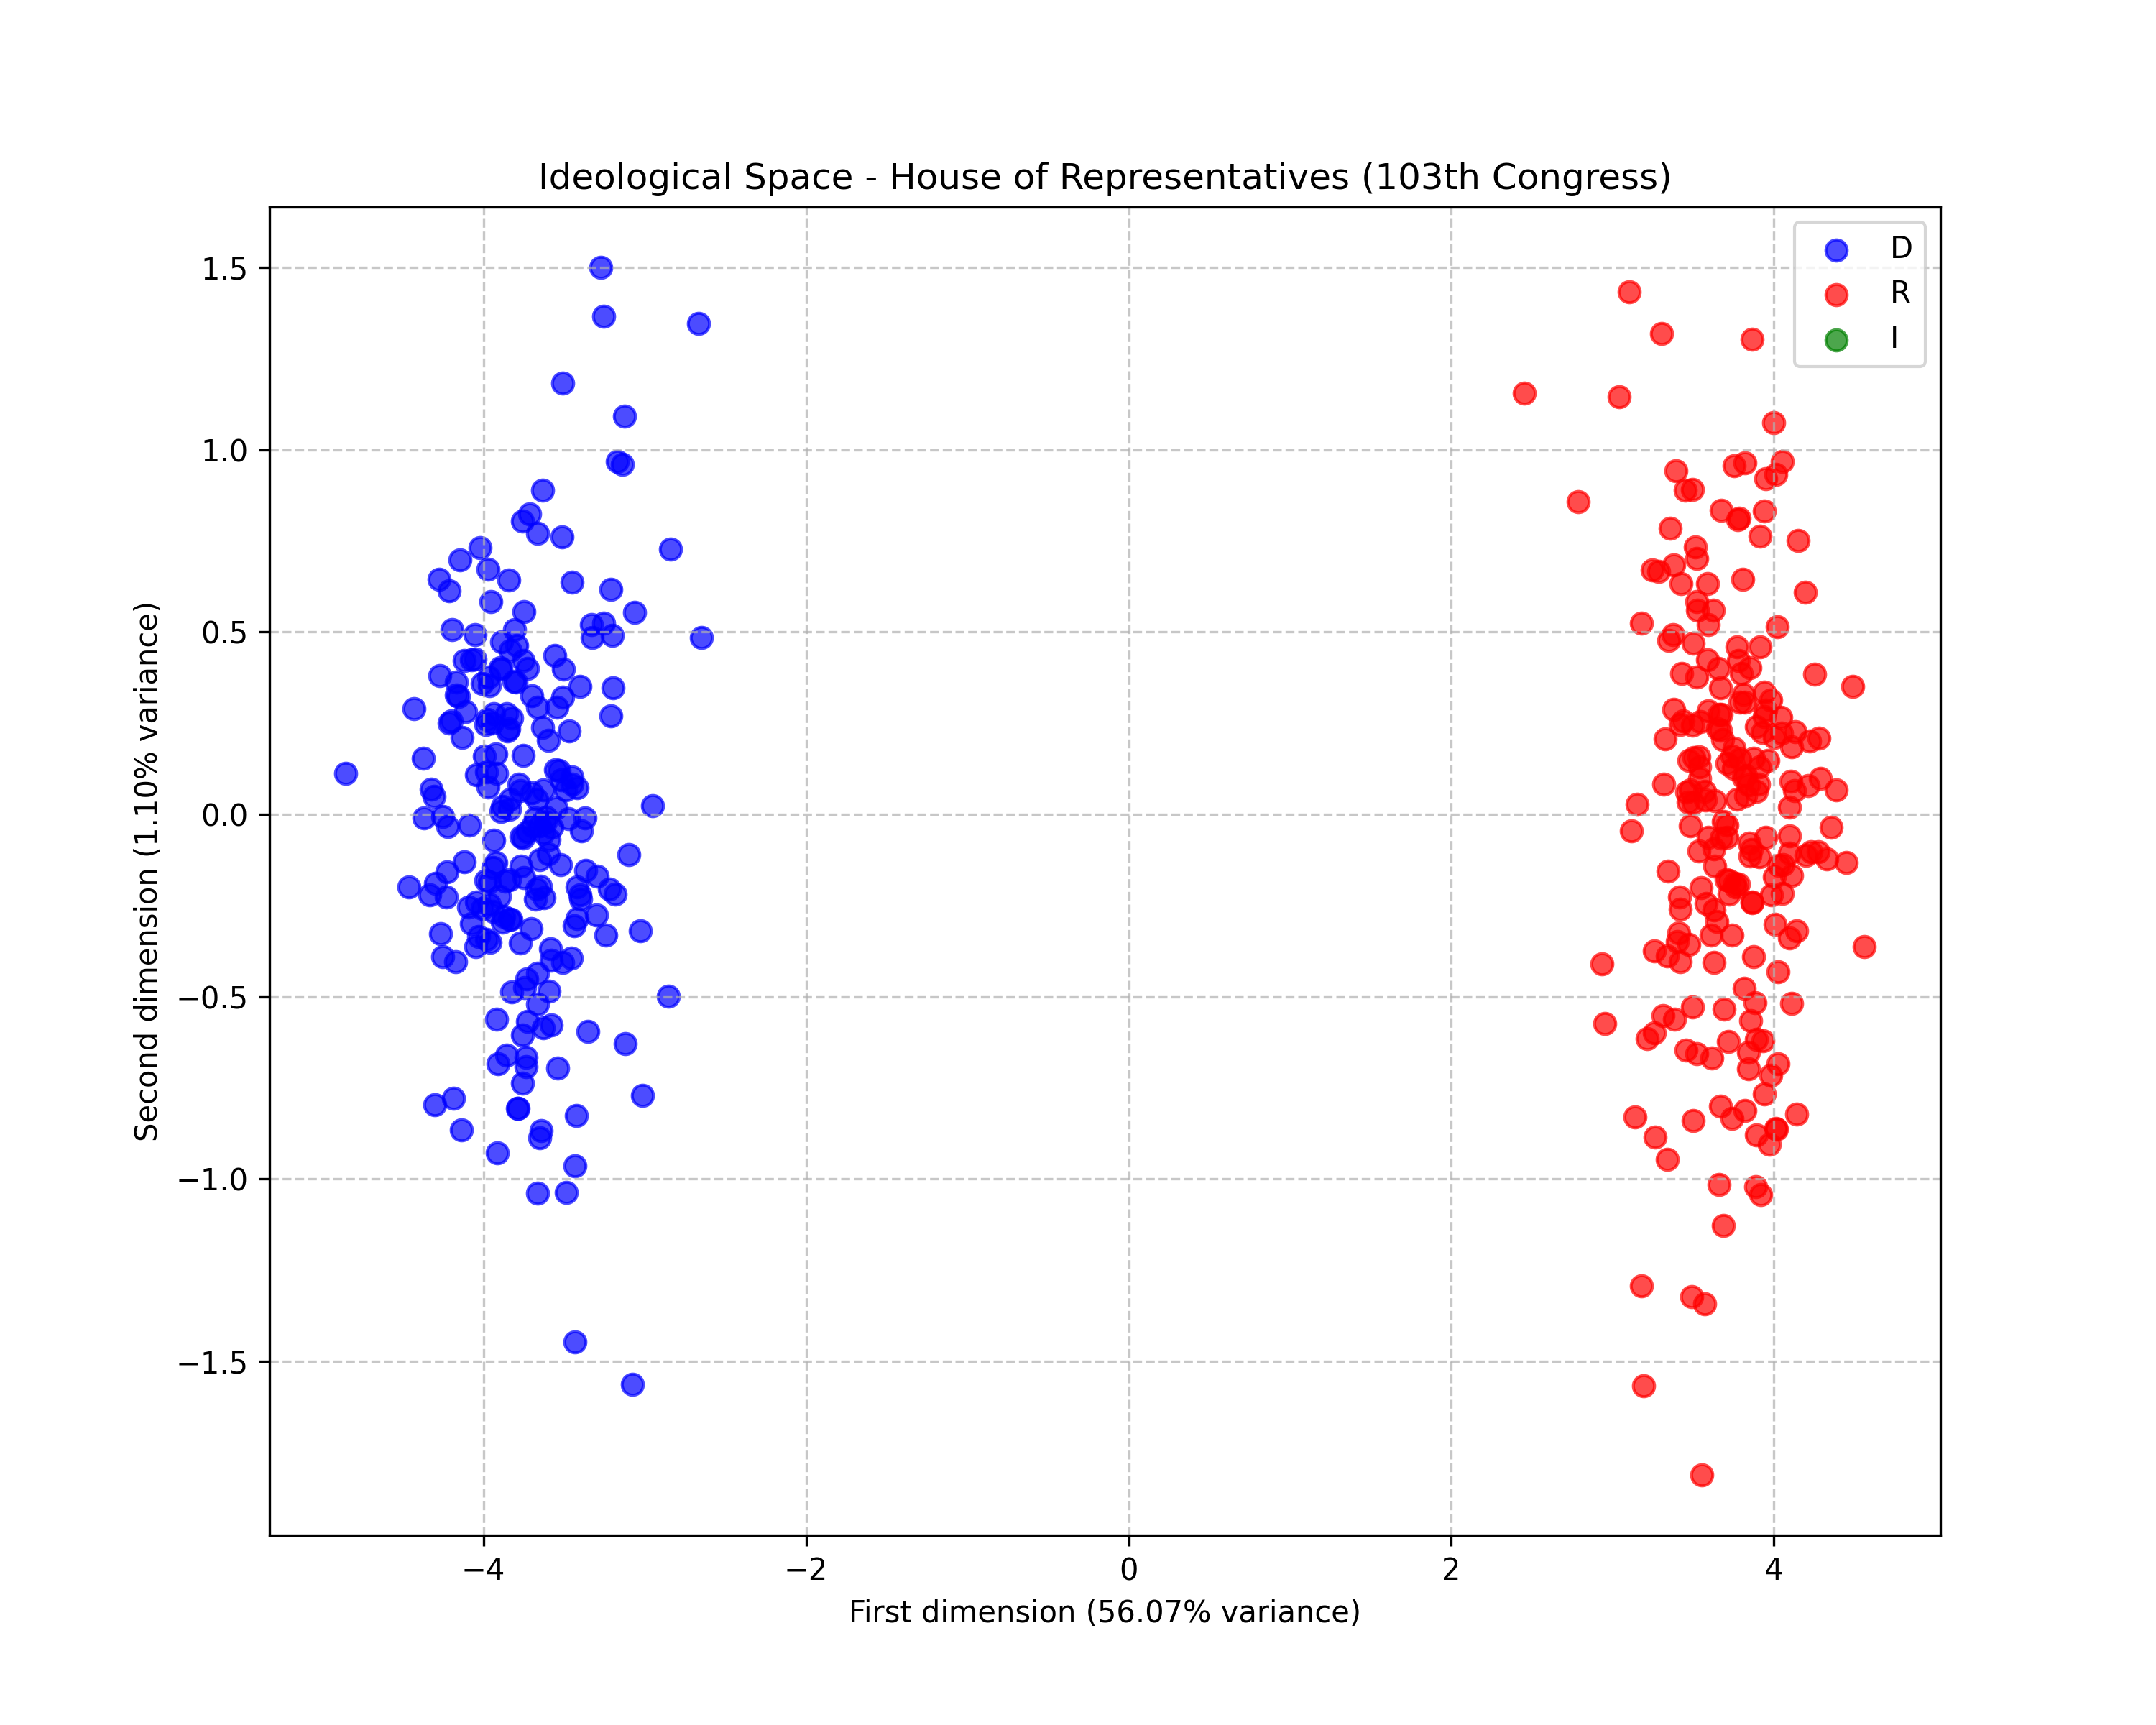 Ideological Space - House of Representatives (103th Congress)
D
R
I
1.5
1.0
0.5
0.0
−0.5
−1.0
−1.5
Second dimension (1.10% variance)
−4
−2
0
2
4
First dimension (56.07% variance)